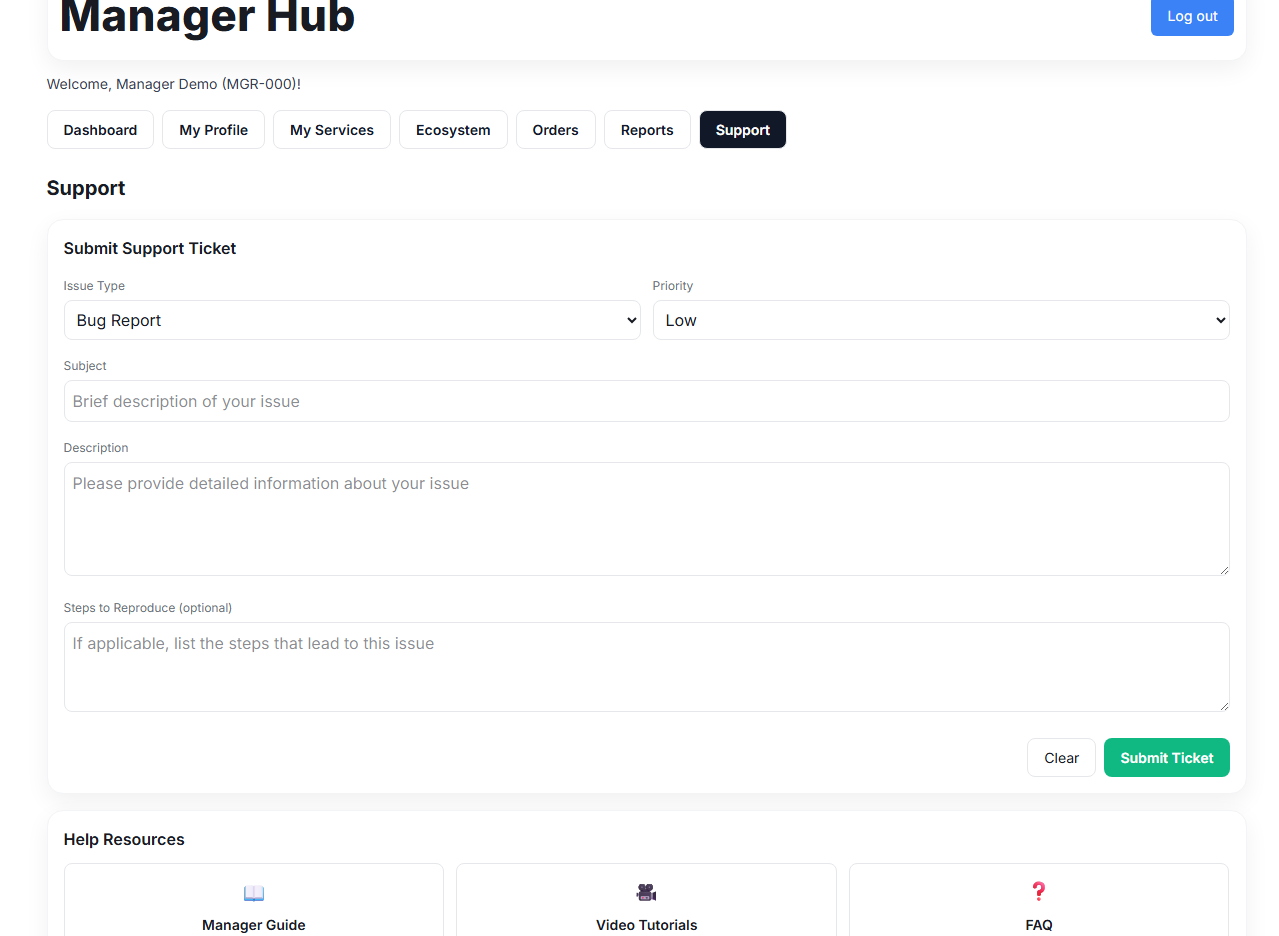 Manager Hub
Log out
Welcome, Manager Demo (MGR-000)!
Dashboard My Profile My Services Ecosystem Orders Reports Support
Support
Submit Support Ticket
Issue Type Priority
Bug Report Low
Subject
Brief description of your issue
Description
Please provide detailed information about your issue
Steps to Reproduce (optional)
If applicable, list the steps that lead to this issue
Clear Submit Ticket
Help Resources
Manager Guide Video Tutorials FAQ